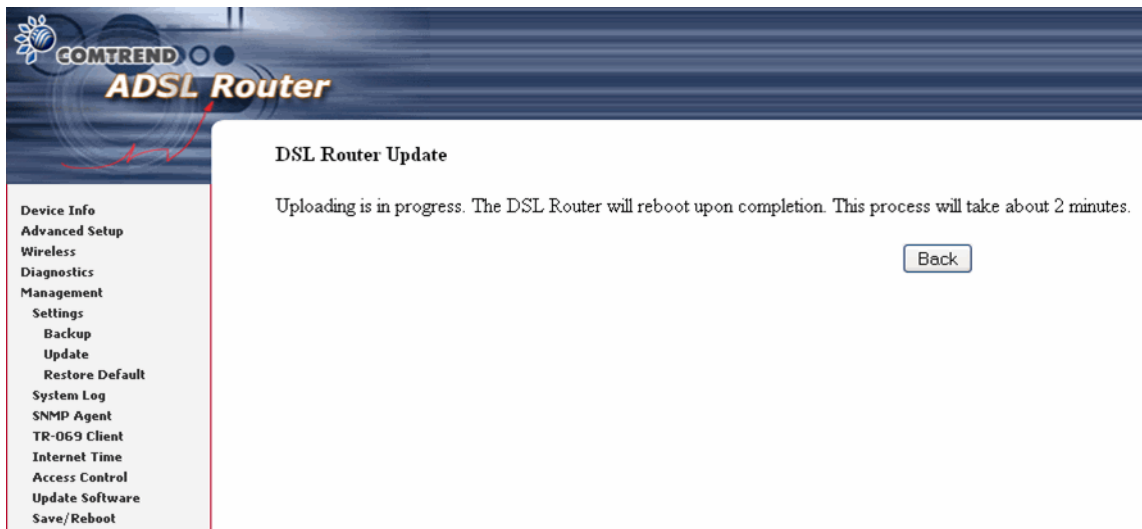 COMTREND
ADSL Router
DSL Router Update
Uploading is in progress. The DSL Router will reboot upon completion. This process will take about 2 minutes.
Back
Device Info
Advanced Setup
Wireless
Diagnostics
Management
Settings
Backup
Update
Restore Default
System Log
SNMP Agent
TR-069 Client
Internet Time
Access Control
Update Software
Save/Reboot